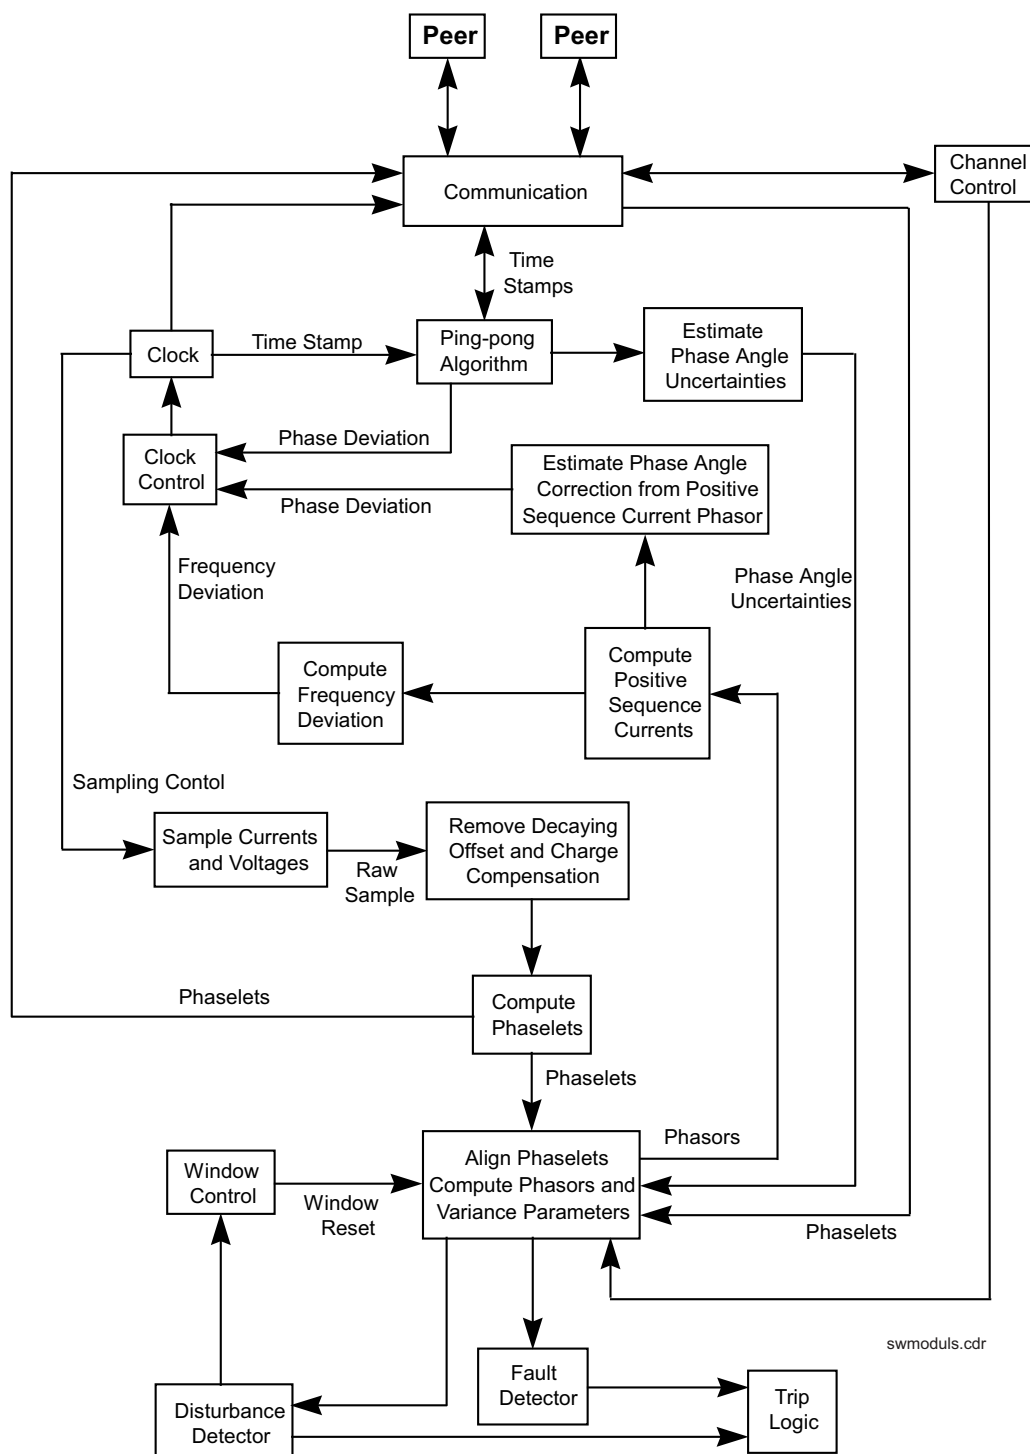 Peer
Peer
Communication
Channel
Control
Time
Stamps
Clock
Time Stamp
Ping-pong
Algorithm
Estimate
Phase Angle
Uncertainties
Phase Deviation
Clock
Control
Estimate Phase Angle
Correction from Positive
Sequence Current Phasor
Phase Deviation
Frequency
Deviation
Phase Angle
Uncertainties
Compute
Frequency
Deviation
Compute
Positive
Sequence
Currents
Sampling Contol
Sample Currents
and Voltages
Raw
Sample
Remove Decaying
Offset and Charge
Compensation
Phaselets
Compute
Phaselets
Phaselets
Window
Control
Window
Reset
Align Phaselets
Compute Phasors and
Variance Parameters
Phasors
Phaselets
swmoduls.cdr
Fault
Detector
Disturbance
Detector
Trip
Logic